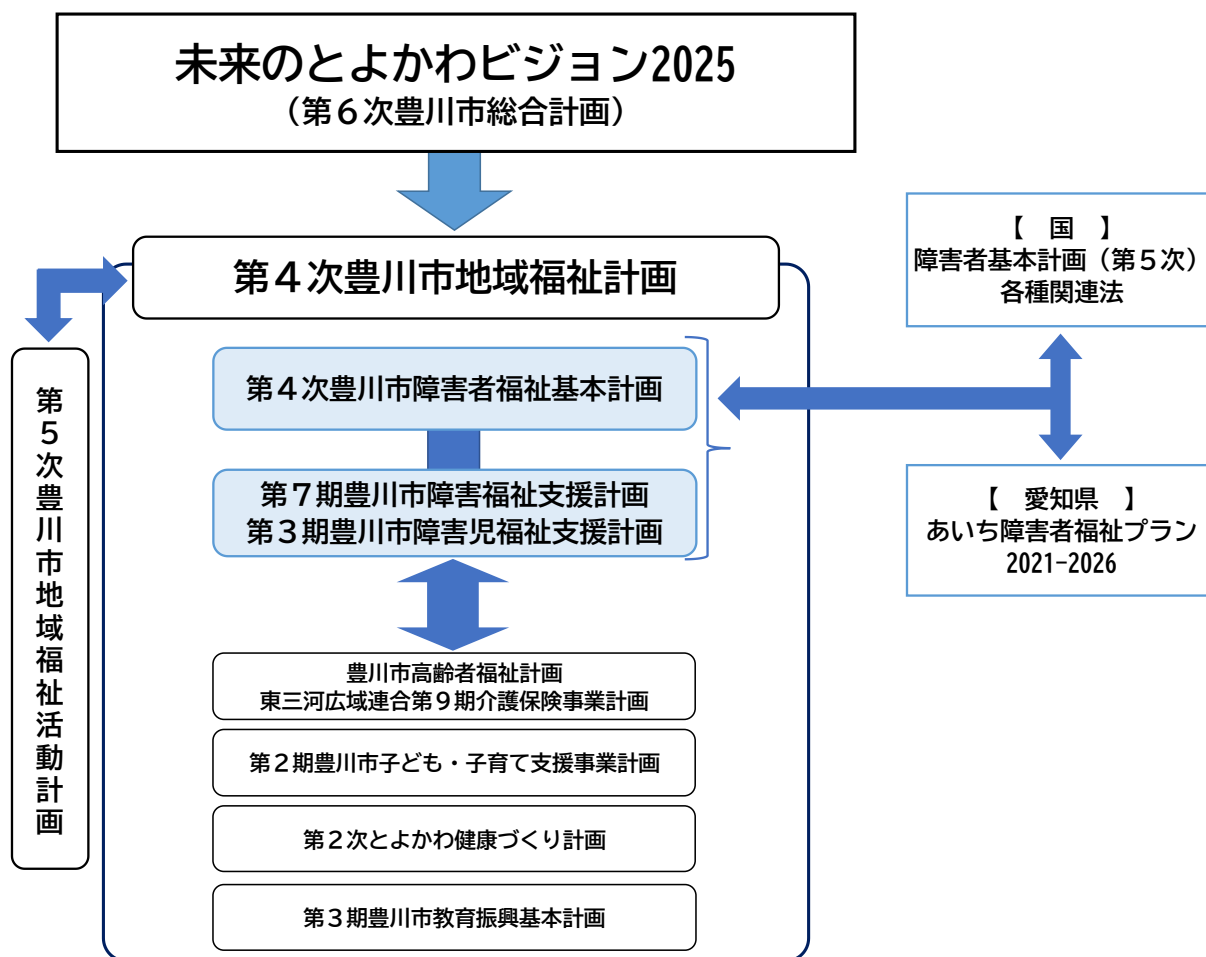 未来のとよかわビジョン2025
（第６次豊川市総合計画）
第４次豊川市地域福祉計画
第５次豊川市地域福祉活動計画
第４次豊川市障害者福祉基本計画
第７期豊川市障害福祉支援計画
第３期豊川市障害児福祉支援計画
豊川市高齢者福祉計画
東三河広域連合第９期介護保険事業計画
第２期豊川市子ども・子育て支援事業計画
第２次とよかわ健康づくり計画
第３期豊川市教育振興基本計画
【　国　】
障害者基本計画（第５次）
各種関連法
【　愛知県　】
あいち障害者福祉プラン
2021-2026